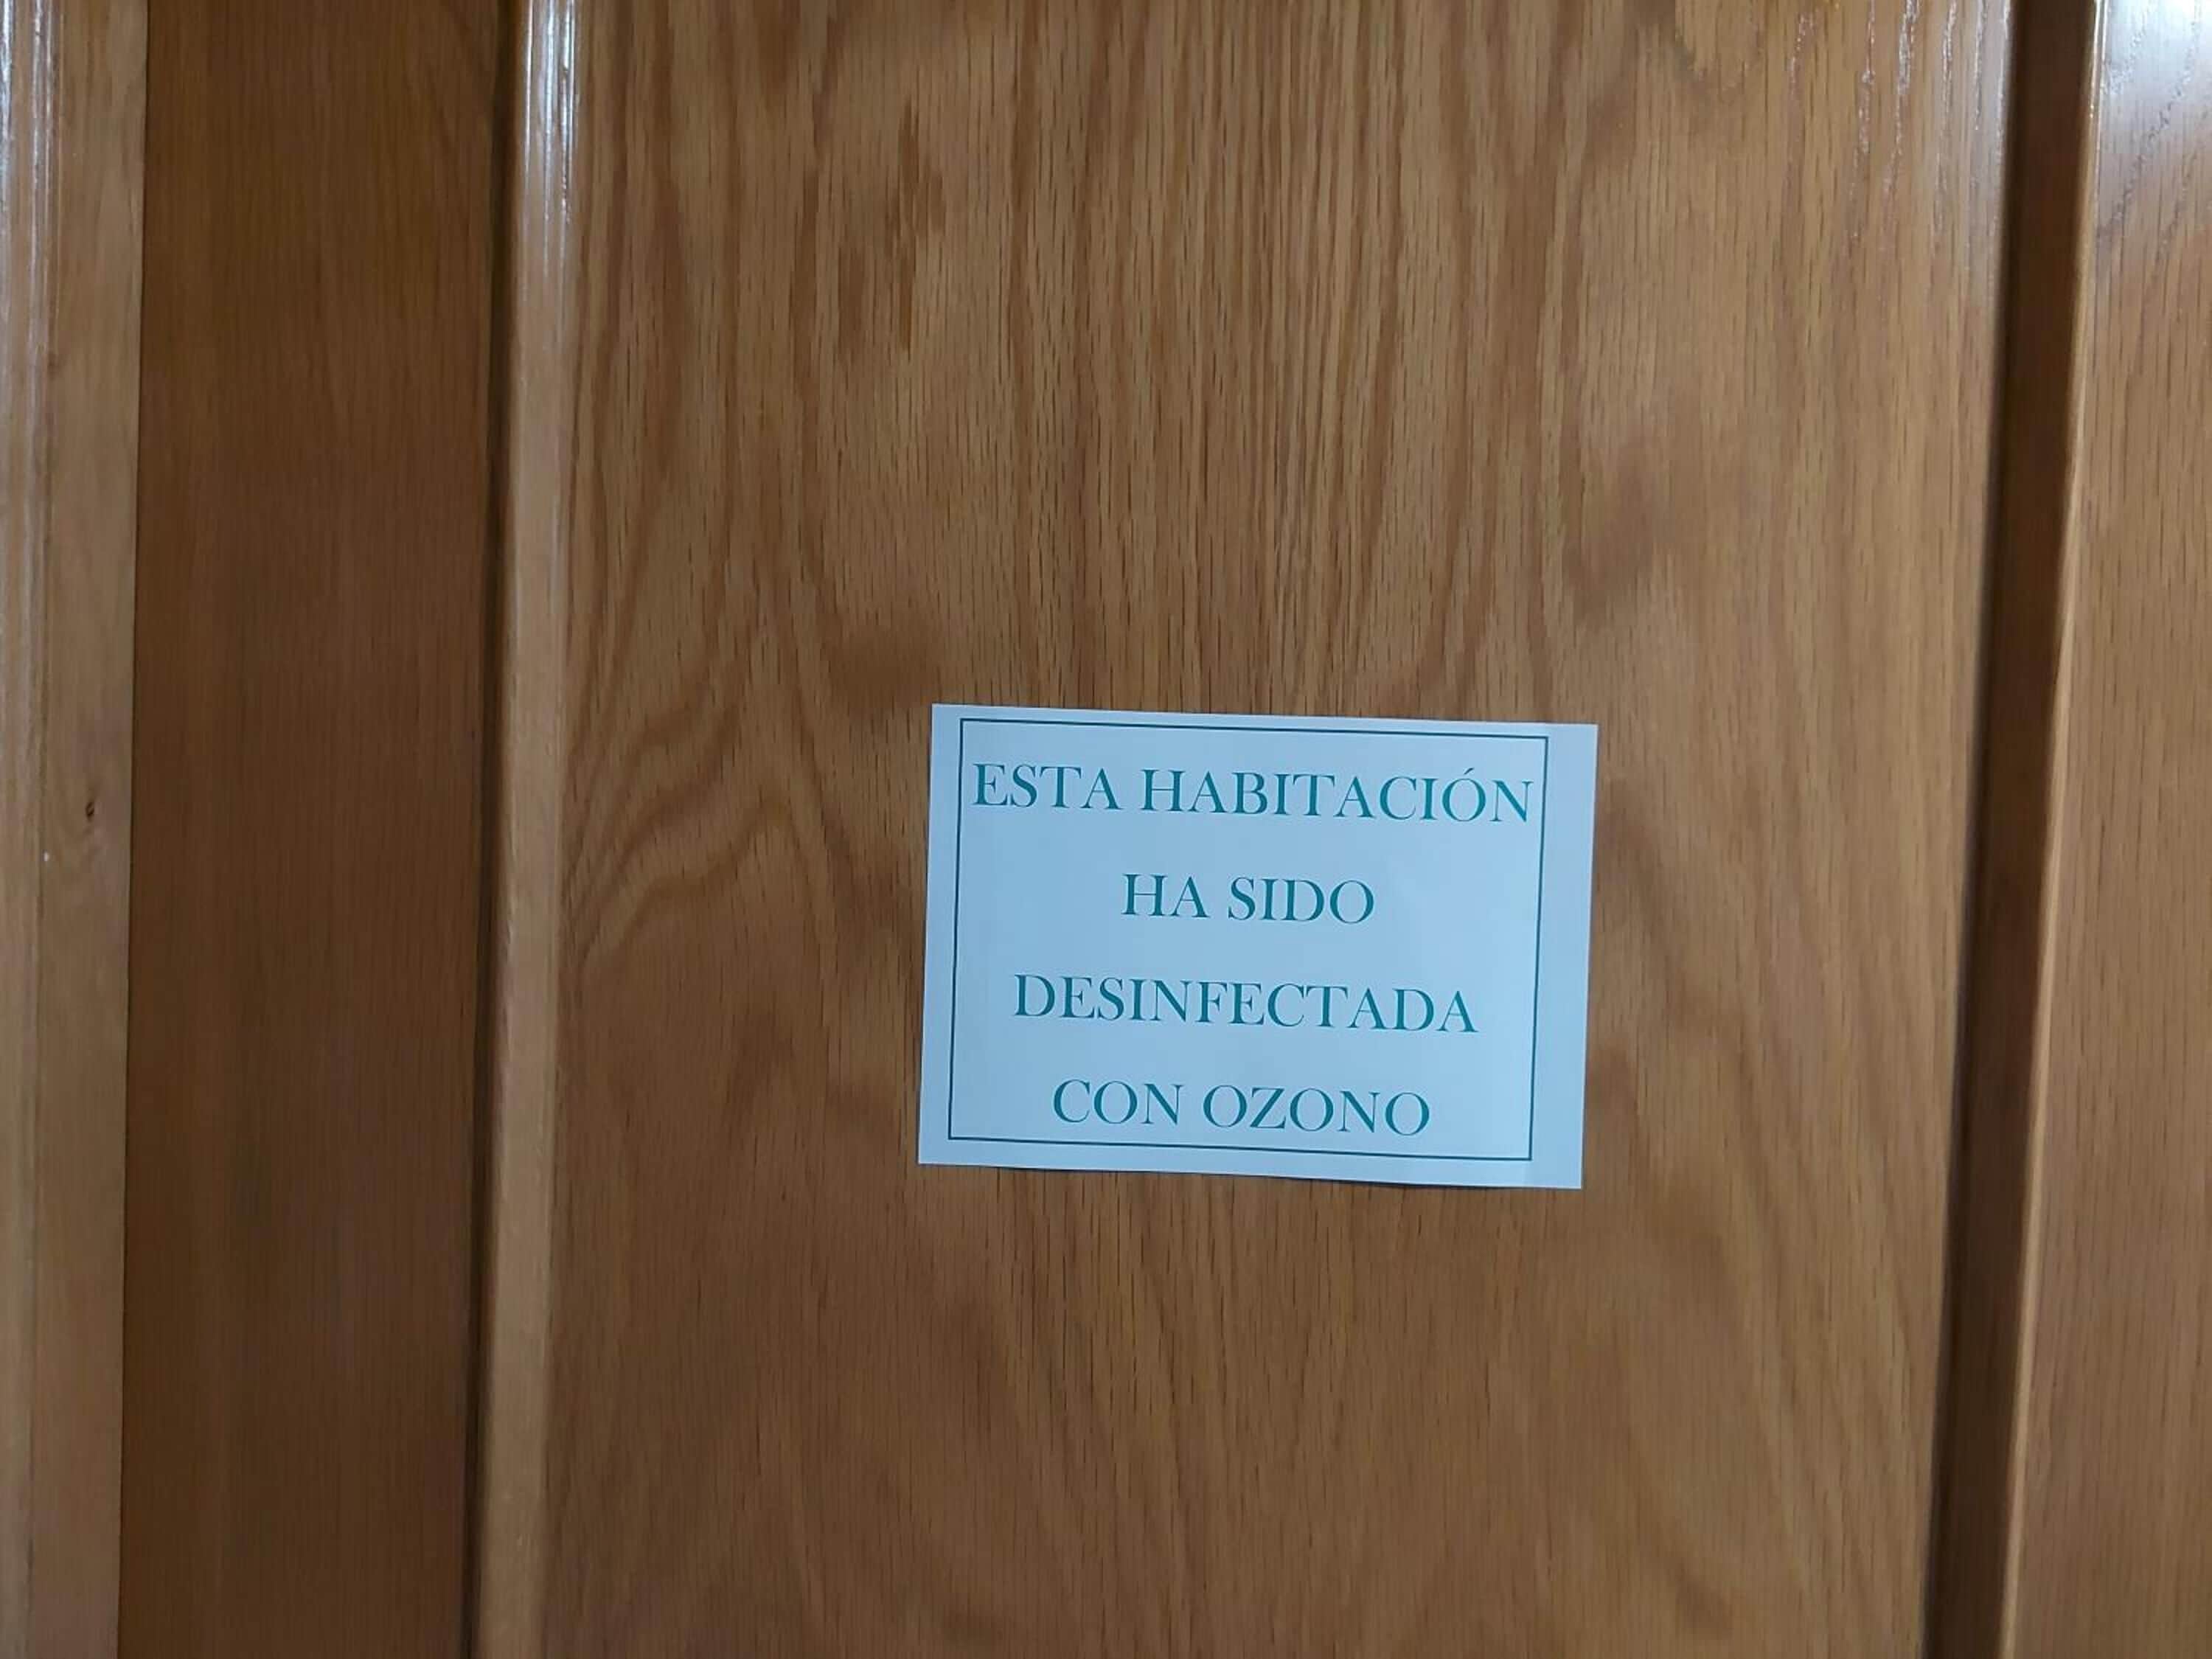 ESTA HABITACIÓN
HA SIDO
DESINFECTADA
CON OZONO